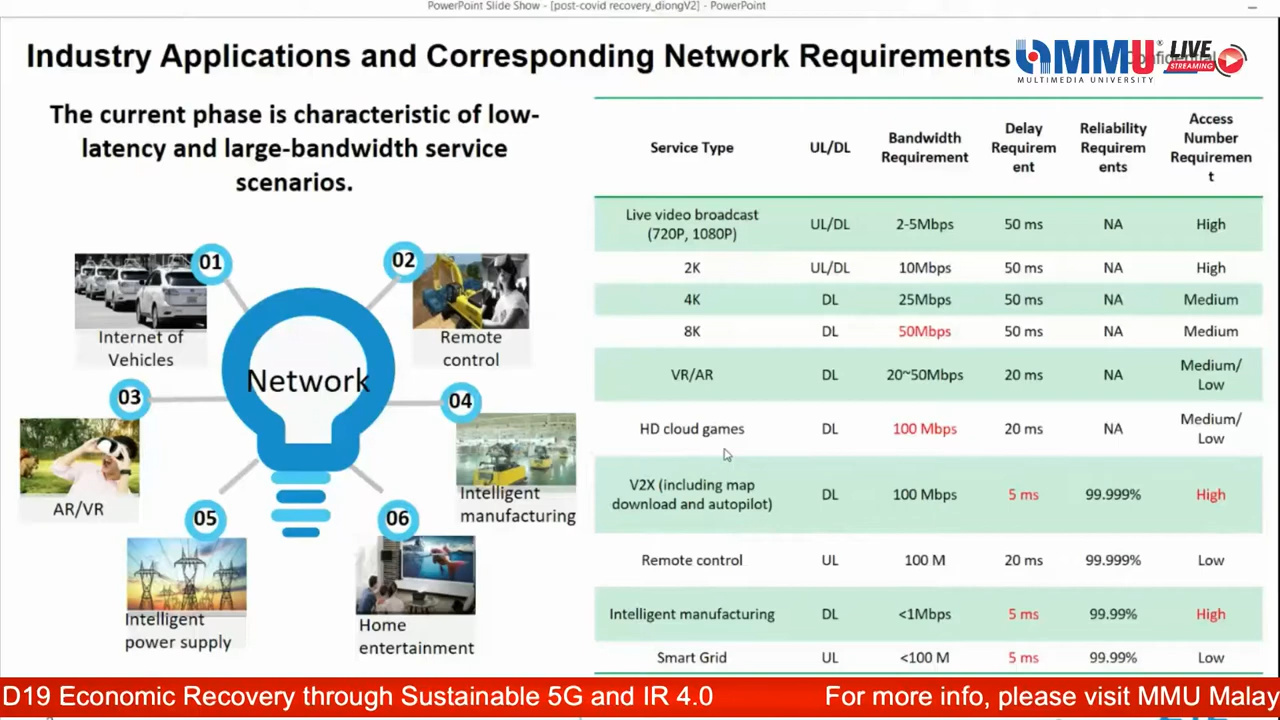 PowerPoint Slide Show - [post-covid recovery_diongV2] - PowerPoint
Industry Applications and Corresponding Network Requirements
MMU
MULTIMEDIA UNIVERSITY
LIVE
STREAMING
Confidential
The current phase is characteristic of low-
latency and large-bandwidth service
scenarios.
01
Internet of
Vehicles
02
Remote
control
Network
03
AR/VR
04
Intelligent
manufacturing
05
Intelligent
power supply
06
Home
entertainment
Service Type UL/DL Bandwidth Requirement Delay Requirem ent Reliability Requirem ents Access Number Requiremen t
Live video broadcast (720P, 1080P) UL/DL 2-5Mbps 50 ms NA High
2K UL/DL 10Mbps 50 ms NA High
4K DL 25Mbps 50 ms NA Medium
8K DL 50Mbps 50 ms NA Medium
VR/AR DL 20~50Mbps 20 ms NA Medium/ Low
HD cloud games DL 100 Mbps 20 ms NA Medium/ Low
V2X (including map download and autopilot) DL 100 Mbps 5 ms 99.999% High
Remote control UL 100 M 20 ms 99.999% Low
Intelligent manufacturing DL <1Mbps 5 ms 99.99% High
Smart Grid UL <100 M 5 ms 99.99% Low
D19 Economic Recovery through Sustainable 5G and IR 4.0 For more info, please visit MMU Malay